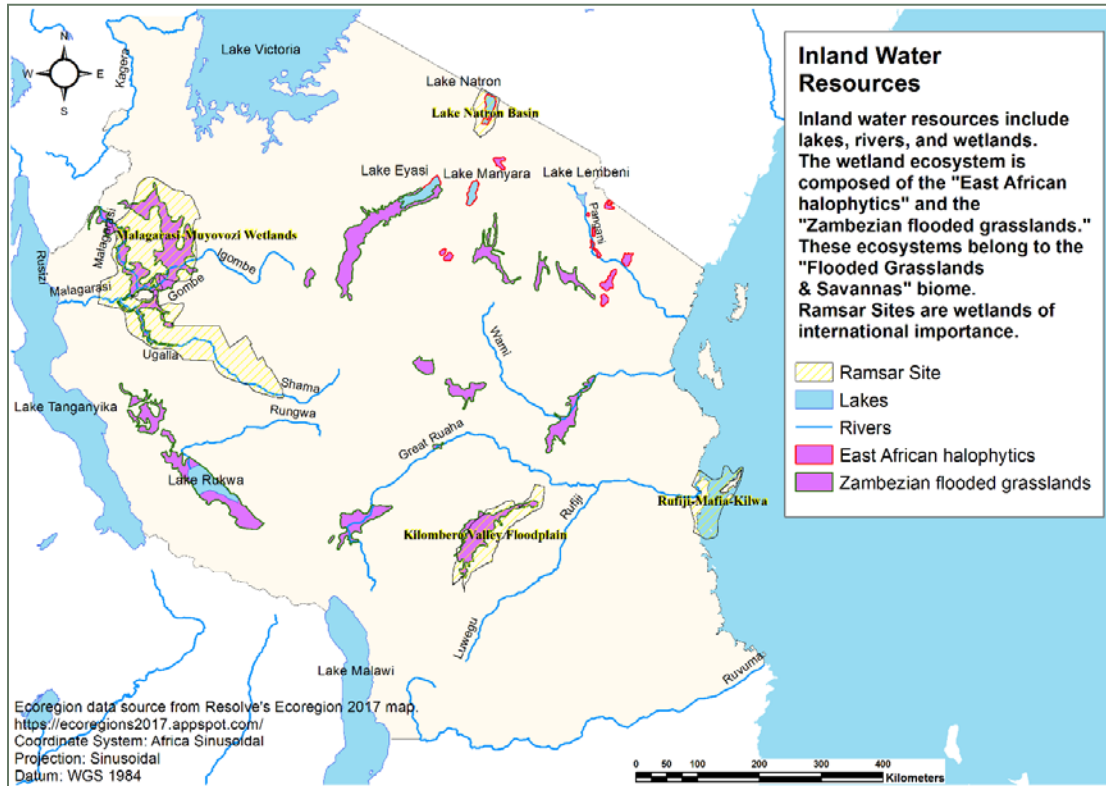 Lake Victoria
Kagera
N
W
E
S
Lake Natron
Lake Natron Basin
Lake Eyasi
Lake Manyara
Lake Lembeni
Pangani
Malagarasi
Malagarasi-Muyovozi Wetlands
Igombe
Rusizi
Malagarasi
Gombe
Ugalla
Shama
Wami
Lake Tanganyika
Rungwa
Great Ruaha
Lake Rukwa
Rufiji
Rufiji-Mafia-Kilwa
Kilombero Valley Floodplain
Luwegu
Lake Malawi
Ruvuma
Inland Water
Resources
Inland water resources include
lakes, rivers, and wetlands.
The wetland ecosystem is
composed of the "East African
halophytics" and the
"Zambezian flooded grasslands."
These ecosystems belong to the
"Flooded Grasslands
& Savannas" biome.
Ramsar Sites are wetlands of
international importance.
Ramsar Site
Lakes
Rivers
East African halophytics
Zambezian flooded grasslands
Ecoregion data source from Resolve's Ecoregion 2017 map.
https://ecoregions2017.appspot.com/
Coordinate System: Africa Sinusoidal
Projection: Sinusoidal
Datum: WGS 1984
0 50 100 200 300 400
Kilometers